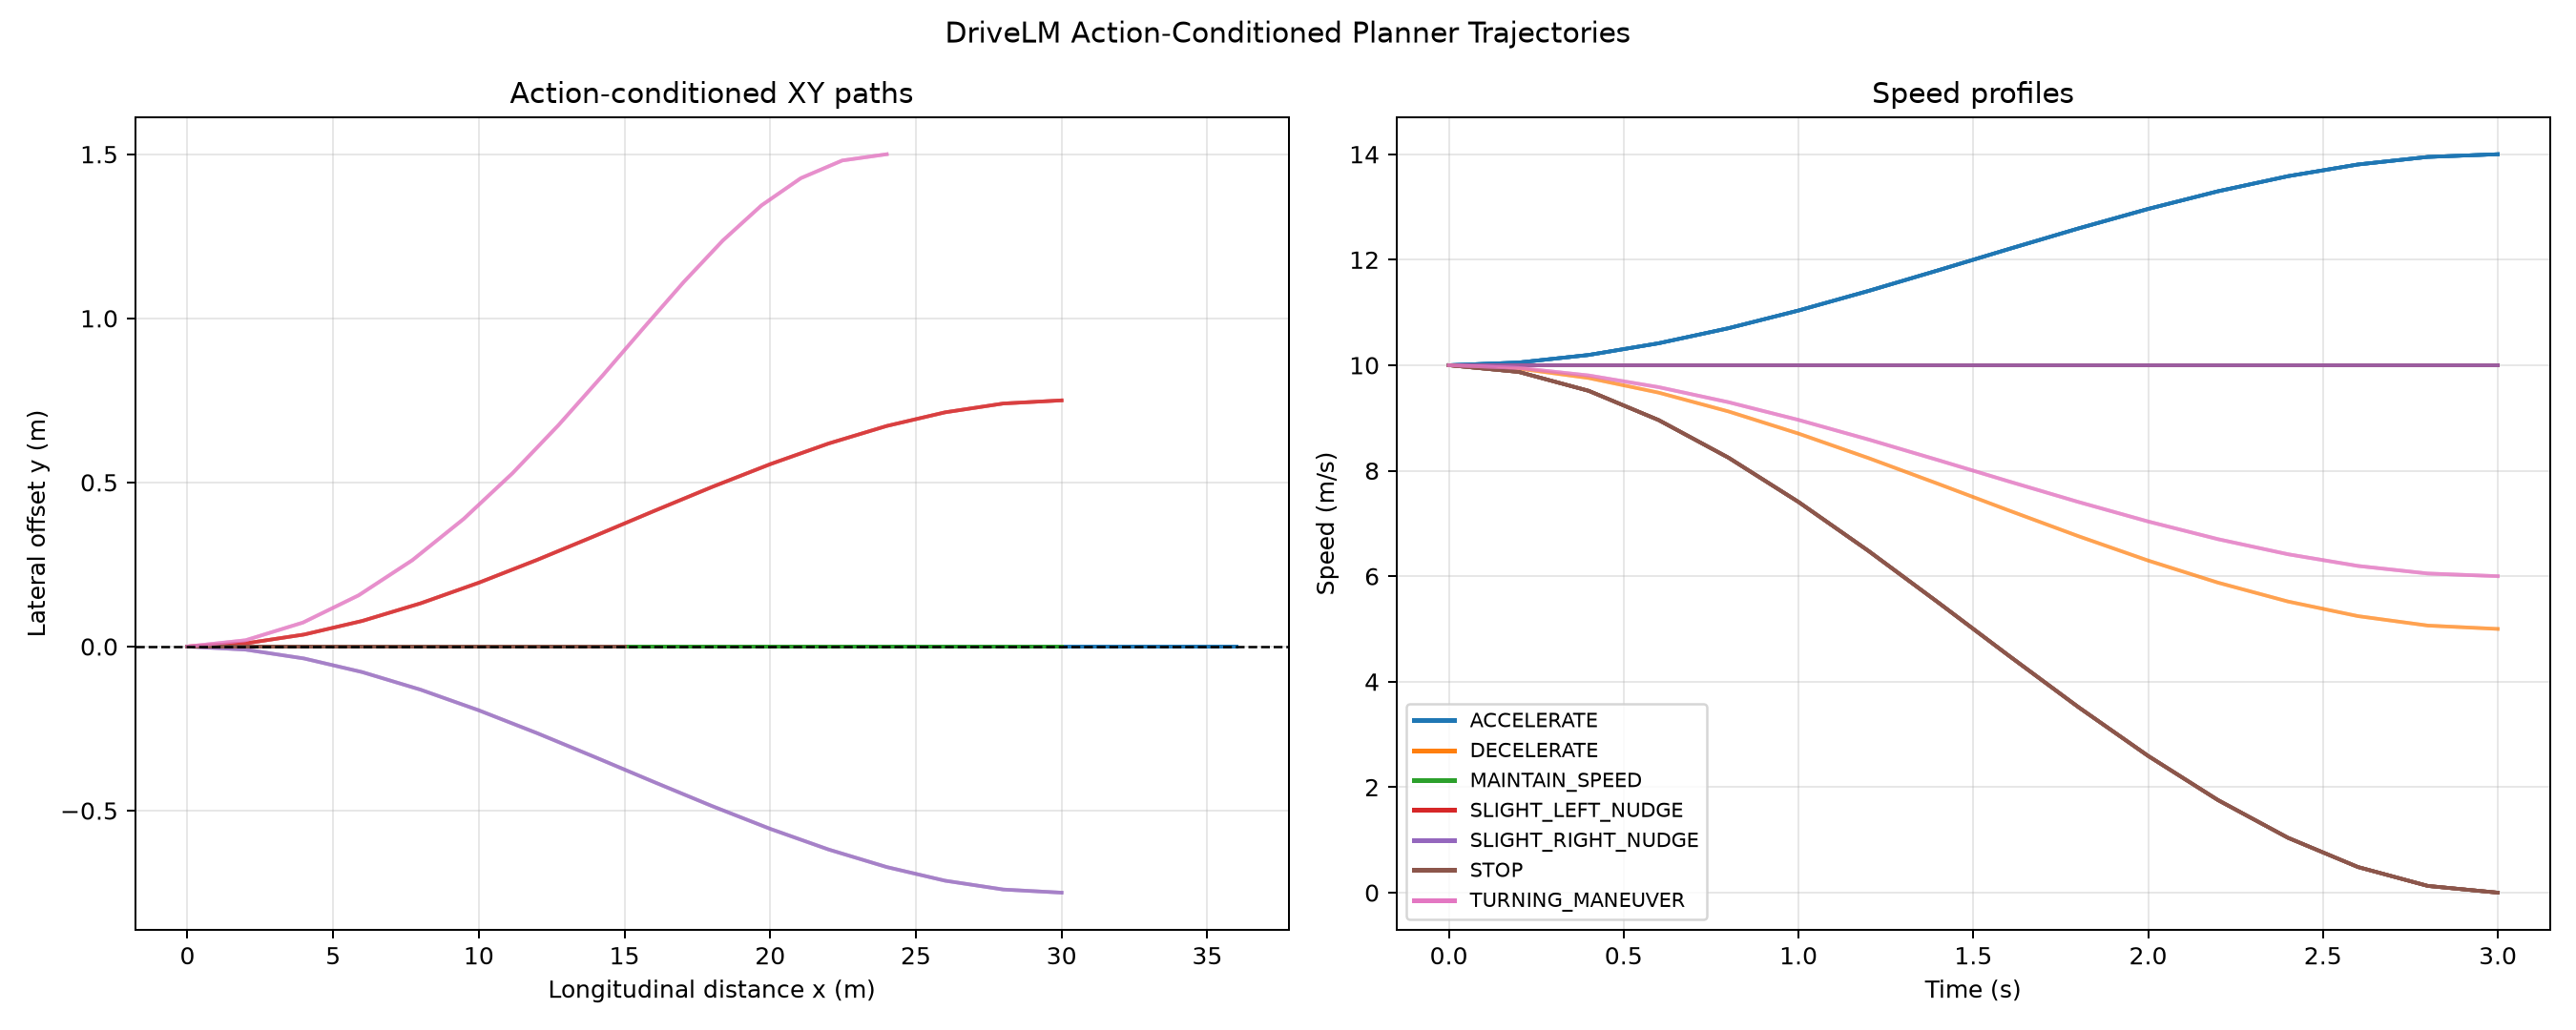 DriveLM Action-Conditioned Planner Trajectories
Action-conditioned XY paths
1.5
1.0
0.5
0.0
−0.5
Lateral offset y (m)
0 5 10 15 20 25 30 35
Longitudinal distance x (m)
Speed profiles
14
12
10
8
6
4
2
0
Speed (m/s)
ACCELERATE
DECELERATE
MAINTAIN_SPEED
SLIGHT_LEFT_NUDGE
SLIGHT_RIGHT_NUDGE
STOP
TURNING_MANEUVER
0.0 0.5 1.0 1.5 2.0 2.5 3.0
Time (s)